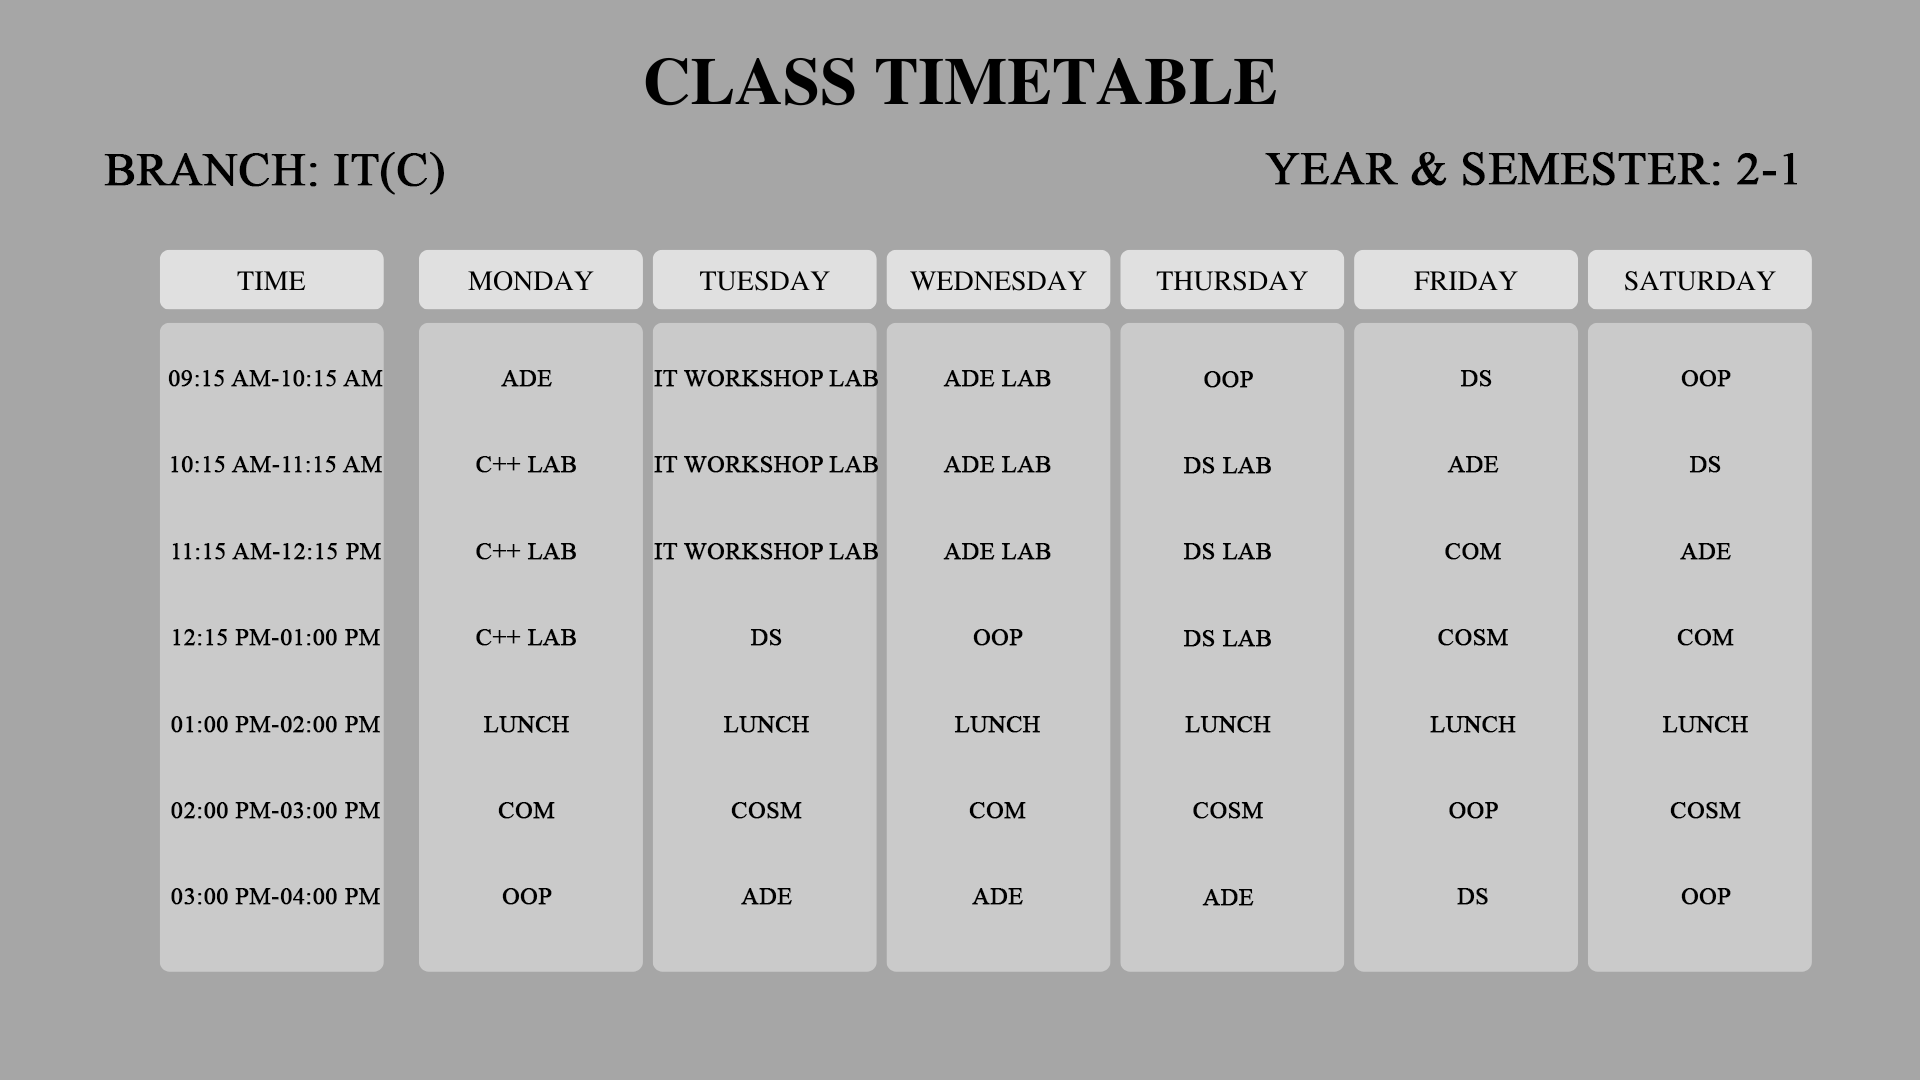 CLASS TIMETABLE
BRANCH: IT(C) YEAR & SEMESTER: 2-1
TIME MONDAY TUESDAY WEDNESDAY THURSDAY FRIDAY SATURDAY
09:15 AM-10:15 AM ADE IT WORKSHOP LAB ADE LAB OOP DS OOP
10:15 AM-11:15 AM C++ LAB IT WORKSHOP LAB ADE LAB DS LAB ADE DS
11:15 AM-12:15 PM C++ LAB IT WORKSHOP LAB ADE LAB DS LAB COM ADE
12:15 PM-01:00 PM C++ LAB DS OOP DS LAB COSM COM
01:00 PM-02:00 PM LUNCH LUNCH LUNCH LUNCH LUNCH LUNCH
02:00 PM-03:00 PM COM COSM COM COSM OOP COSM
03:00 PM-04:00 PM OOP ADE ADE ADE DS OOP